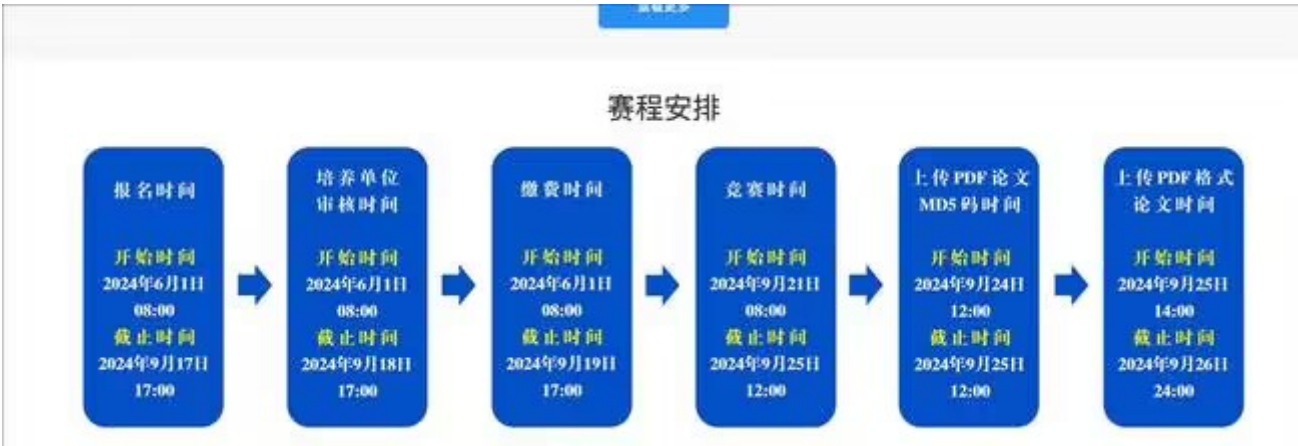 查看更多
赛程安排
报名时间
开始时间
2024年6月1日
08:00
截止时间
2024年9月17日
17:00
培养单位
审核时间
开始时间
2024年6月1日
08:00
截止时间
2024年9月18日
17:00
缴费时间
开始时间
2024年6月1日
08:00
截止时间
2024年9月19日
17:00
竞赛时间
开始时间
2024年9月21日
08:00
截止时间
2024年9月25日
12:00
上传PDF论文
MD5码时间
开始时间
2024年9月24日
12:00
截止时间
2024年9月25日
12:00
上传PDF格式
论文时间
开始时间
2024年9月25日
14:00
截止时间
2024年9月26日
24:00